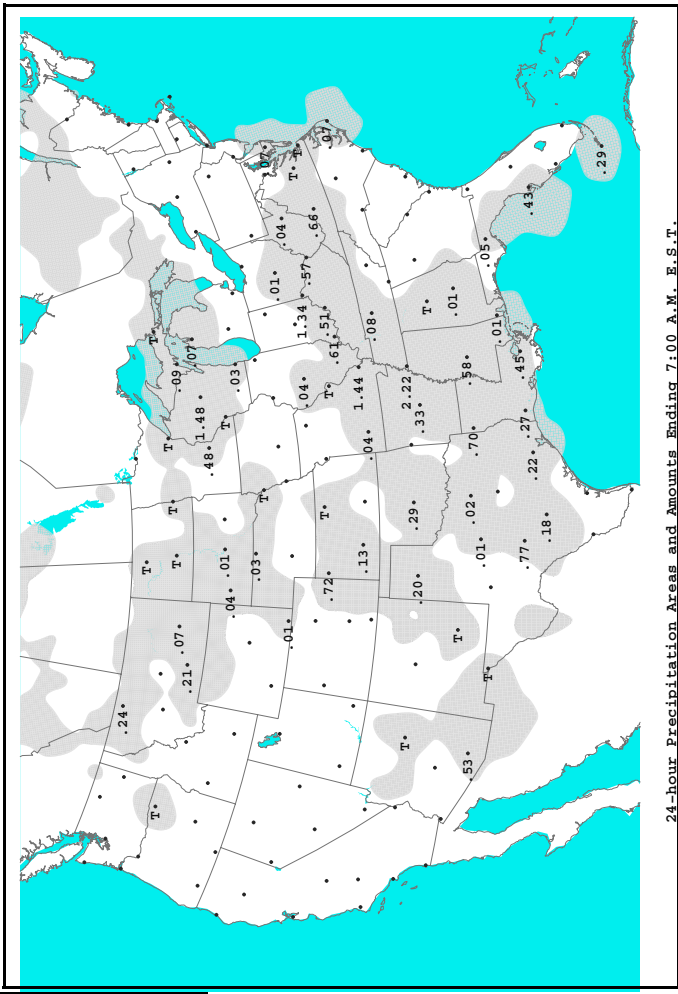 .24
T
T
T
T
T
T
.09
.07
.21
.07
1.48
.48
.01
T
.04
.03
.03
T
.07
.01
.04
.01
T
T
1.34
.04
.57
.66
T
.51
.07
.72
T
.61
1.44
.13
.04
.08
T
2.22
.29
.20
.33
T
.01
T
.58
.53
.02
.70
.01
.05
T
.01
.45
.77
.27
.43
.22
.18
.29
24-hour Precipitation Areas and Amounts Ending 7:00 A.M. E.S.T.